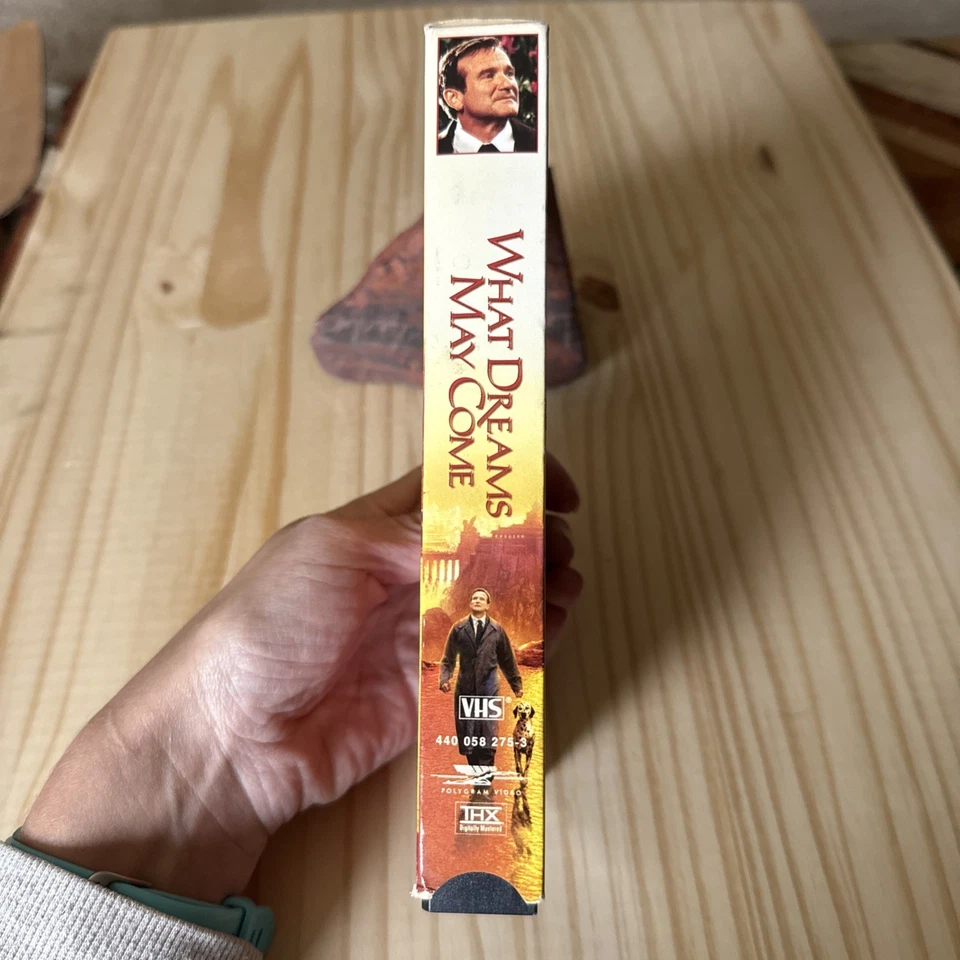 WHAT DREAMS
MAY COME
VHS®
440 058 275-3
POLYGRAM VIDEO
THX
Digitally Mastered